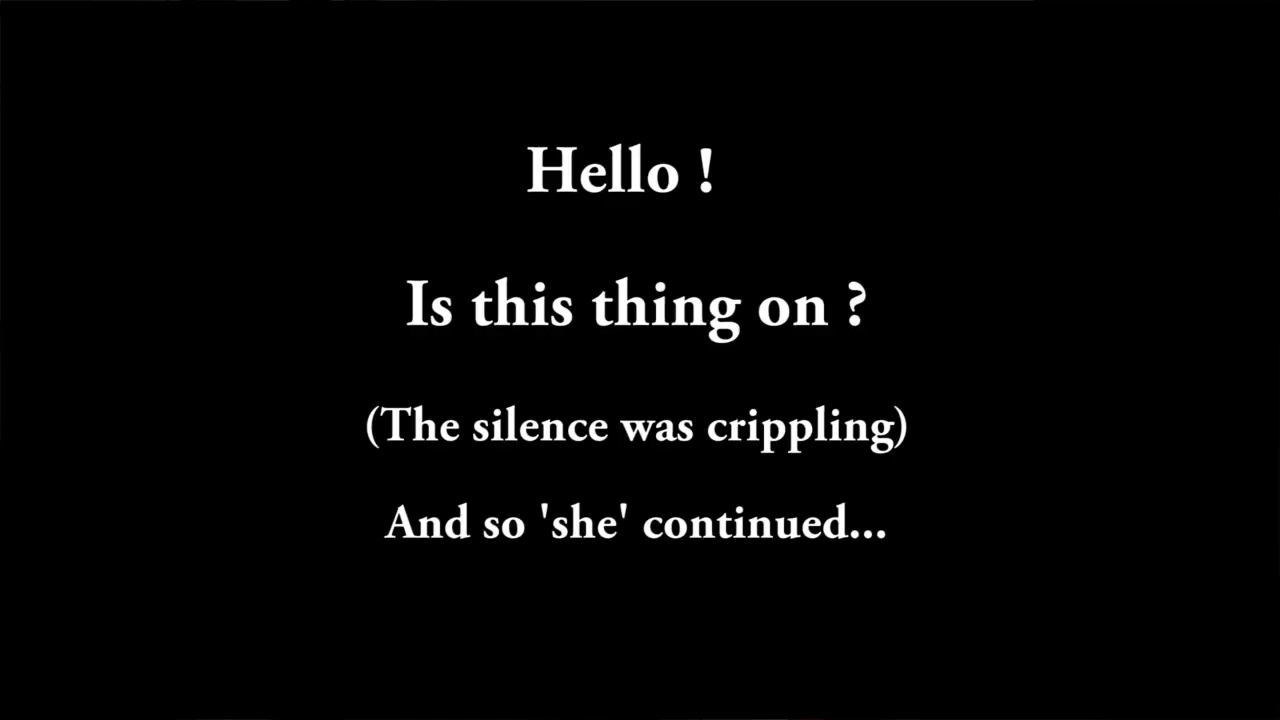 Hello !
Is this thing on ?
(The silence was crippling)
And so 'she' continued...